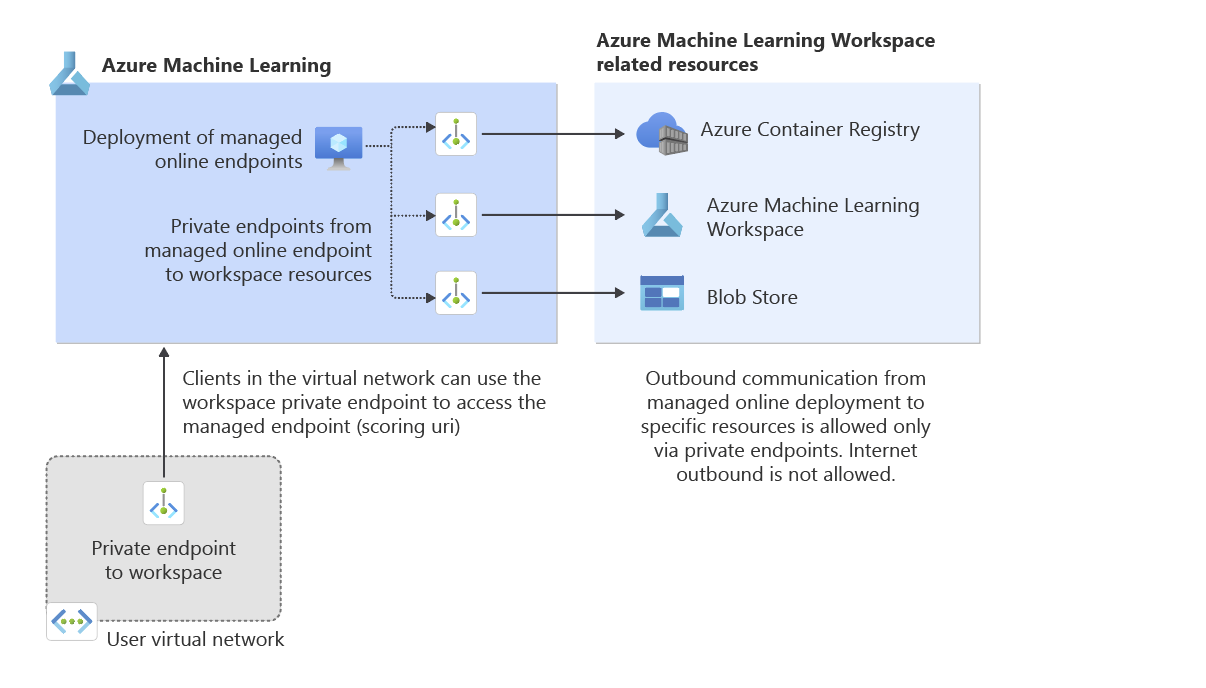 Azure Machine Learning
Azure Machine Learning Workspace
related resources
Deployment of managed
online endpoints
Private endpoints from
managed online endpoint
to workspace resources
Azure Container Registry
Azure Machine Learning
Workspace
Blob Store
Clients in the virtual network can use the
workspace private endpoint to access the
managed endpoint (scoring uri)
Outbound communication from
managed online deployment to
specific resources is allowed only
via private endpoints. Internet
outbound is not allowed.
Private endpoint
to workspace
User virtual network